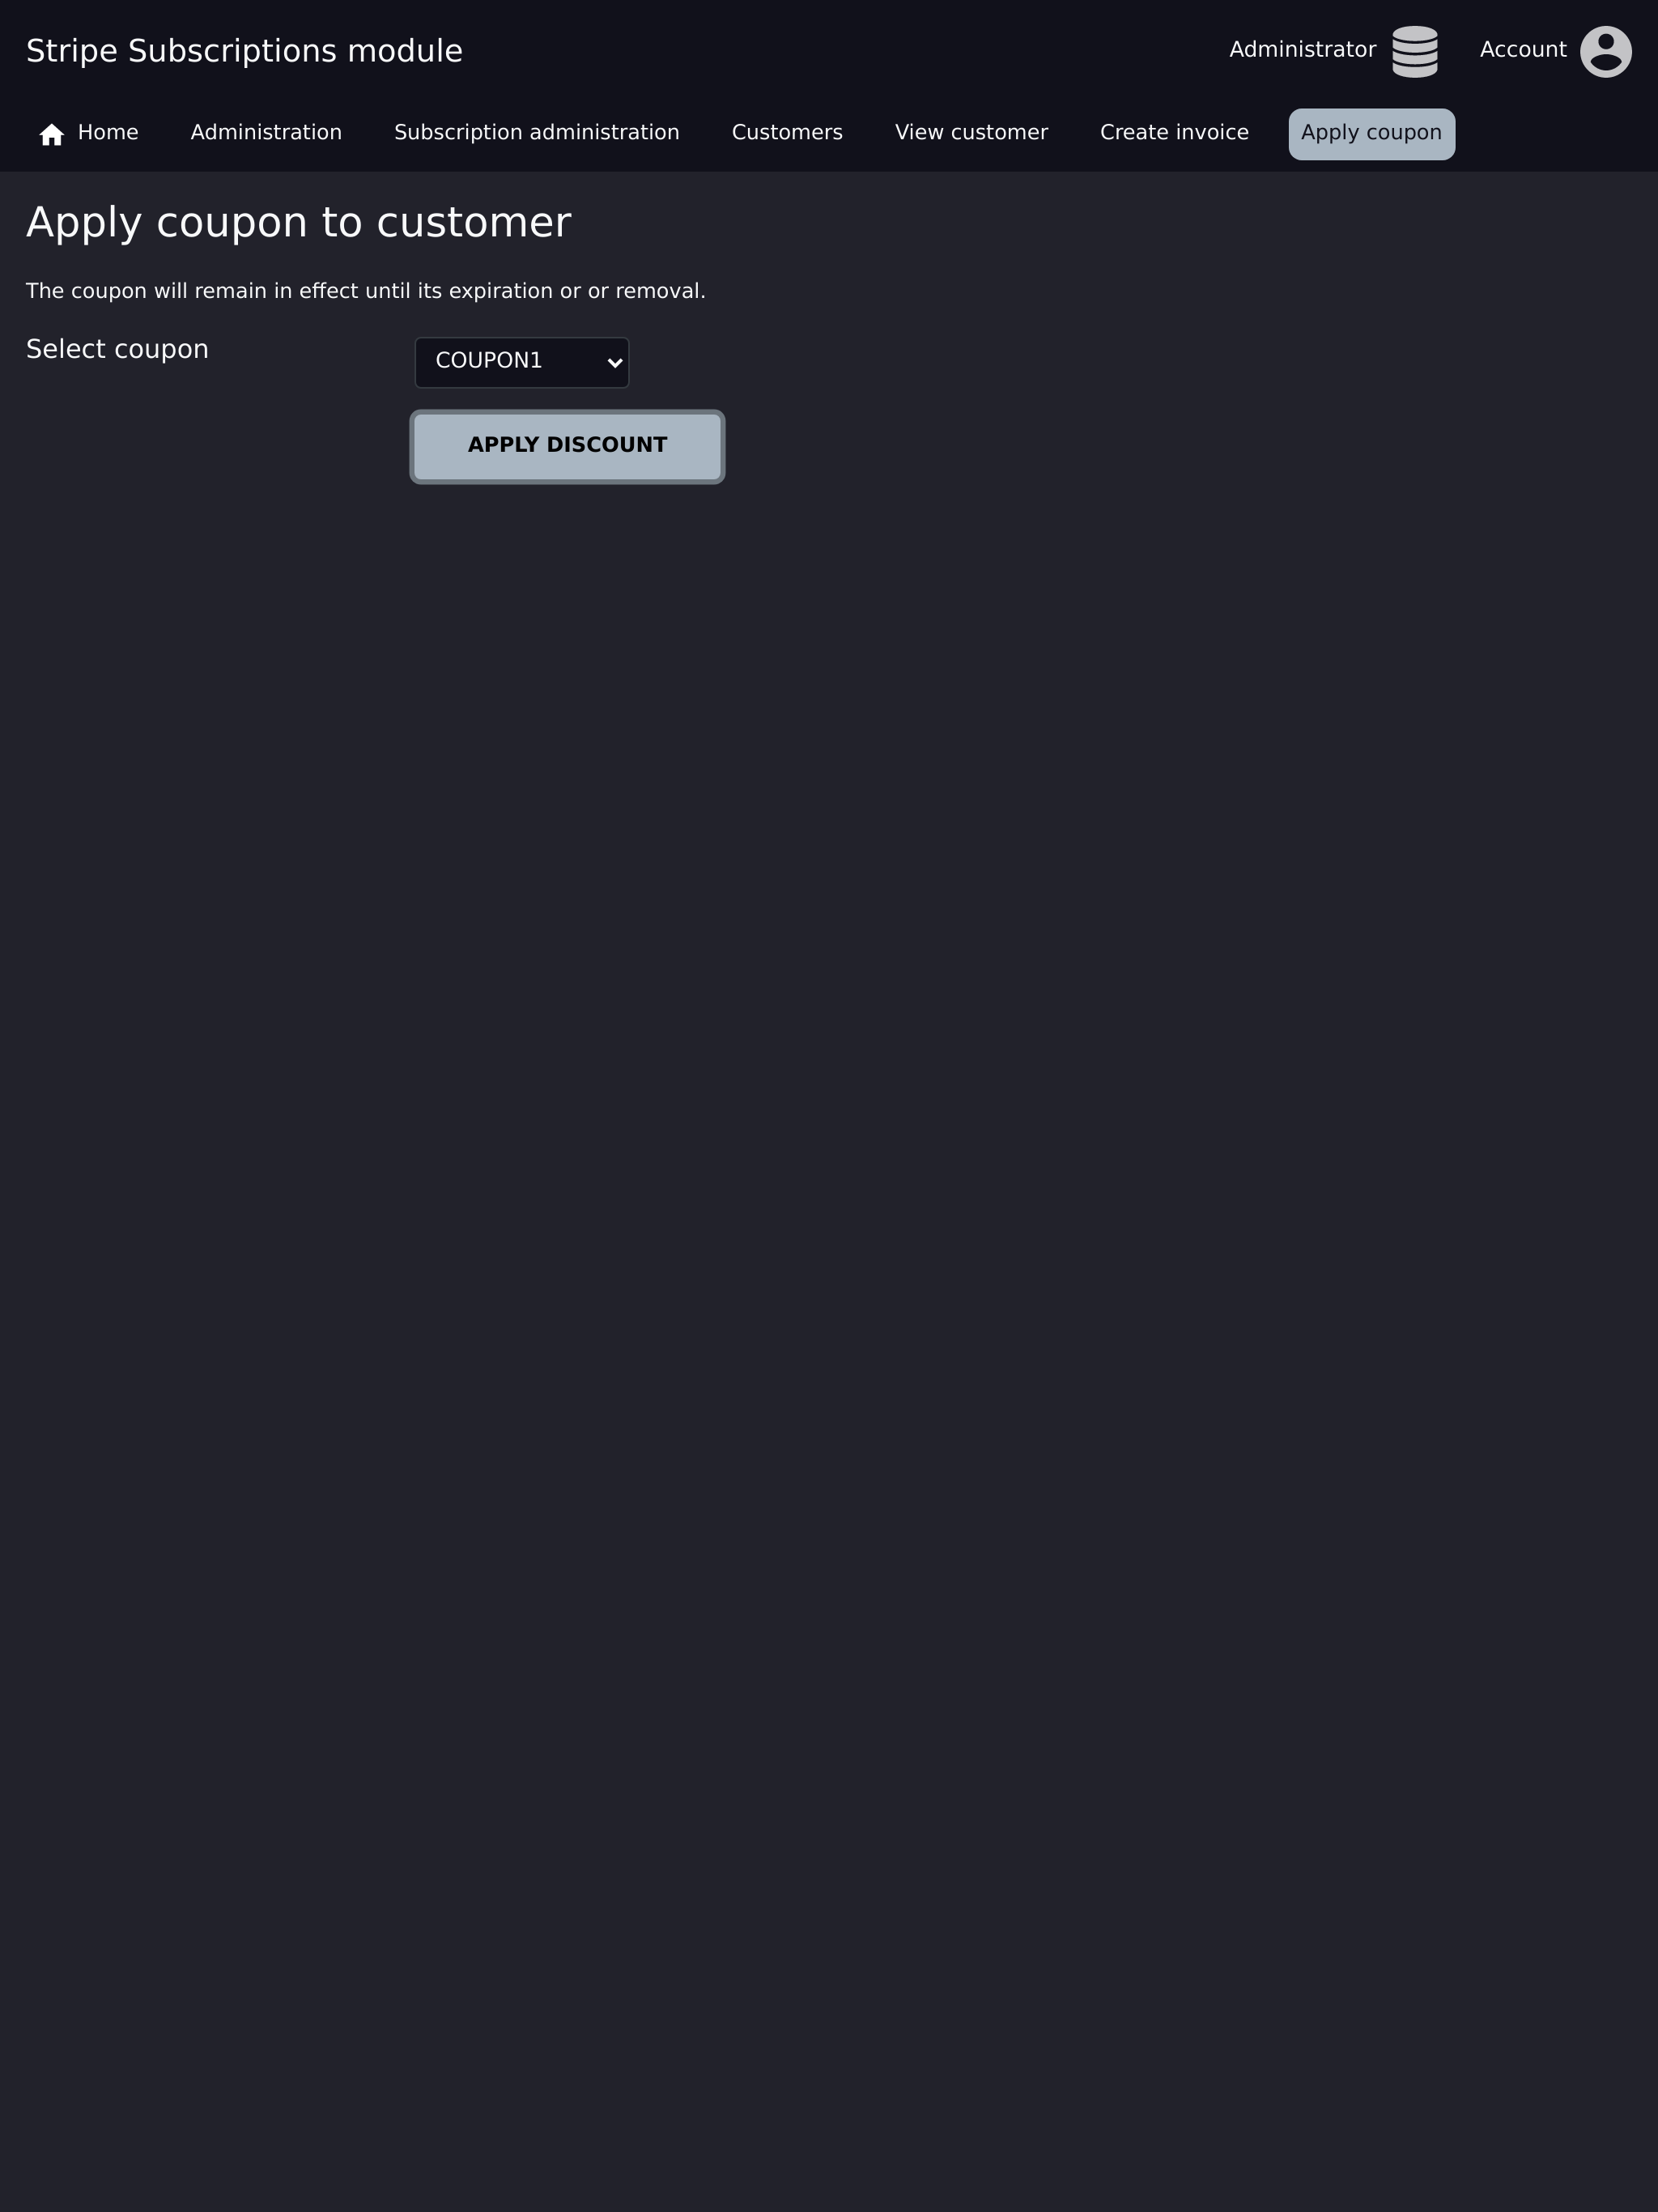 Stripe Subscriptions module
Administrator
Account
Home
Administration
Subscription administration
Customers
View customer
Create invoice
Apply coupon
Apply coupon to customer
The coupon will remain in effect until its expiration or or removal.
Select coupon
COUPON1
APPLY DISCOUNT